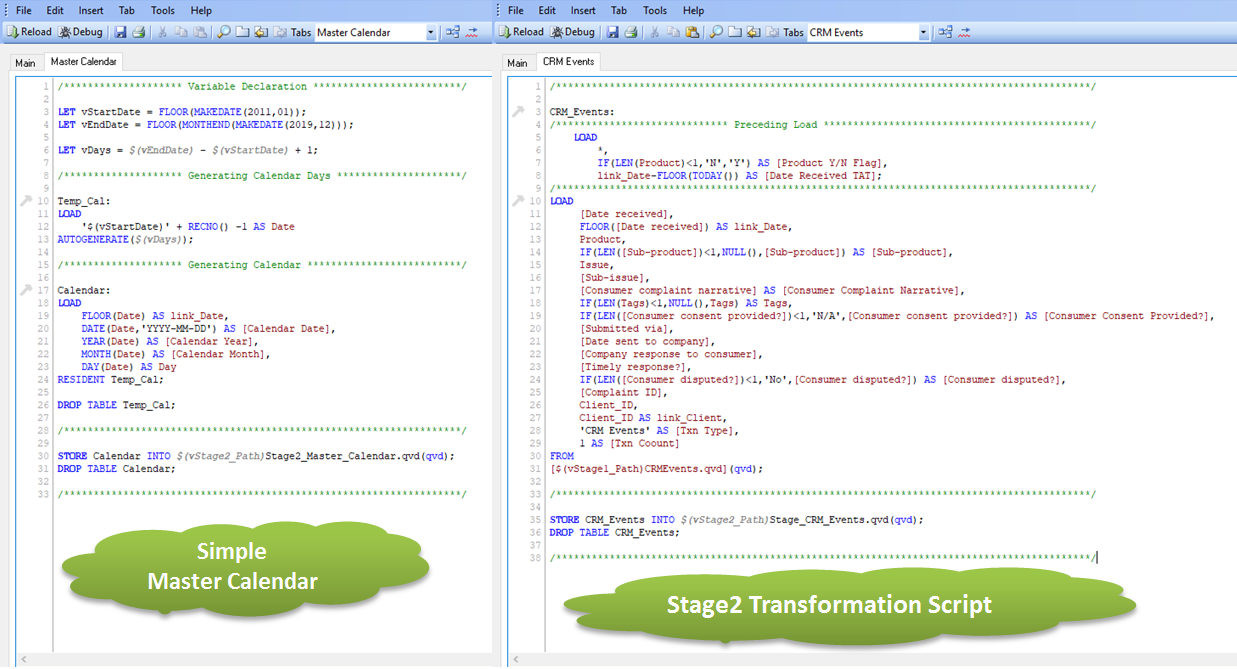 File Edit Insert Tab Tools Help
Reload Debug Tabs Master Calendar
Main Master Calendar
1 /******************** Variable Declaration *************************/
2
3 LET vStartDate = FLOOR(MAKEDATE(2011,01));
4 LET vEndDate = FLOOR(MONTHEND(MAKEDATE(2019,12)));
5
6 LET vDays = $(vEndDate) - $(vStartDate) + 1;
7
8 /******************** Generating Calendar Days *********************/
9
10 Temp_Cal:
11 LOAD
12 '$(vStartDate)' + RECNO() -1 AS Date
13 AUTOGENERATE($(vDays));
14
15 /******************** Generating Calendar **************************/
16
17 Calendar:
18 LOAD
19 FLOOR(Date) AS link_Date,
20 DATE(Date,'YYYY-MM-DD') AS [Calendar Date],
21 YEAR(Date) AS [Calendar Year],
22 MONTH(Date) AS [Calendar Month],
23 DAY(Date) AS Day
24 RESIDENT Temp_Cal;
25
26 DROP TABLE Temp_Cal;
27
28 /*******************************************************************/
29
30 STORE Calendar INTO $(vStage2_Path)Stage2_Master_Calendar.qvd(qvd);
31 DROP TABLE Calendar;
32
33 /*******************************************************************/
Simple
Master Calendar
File Edit Insert Tab Tools Help
Reload Debug Tabs CRM Events
Main CRM Events
1 /******************************************************************************************/
2
3 CRM_Events:
4 /***************************** Preceding Load *********************************************/
5 LOAD
6 *,
7 IF(LEN(Product)<1,'N','Y') AS [Product Y/N Flag],
8 link_Date-FLOOR(TODAY()) AS [Date Received TAT];
9 /******************************************************************************************/
10 LOAD
11 [Date received],
12 FLOOR([Date received]) AS link_Date,
13 Product,
14 IF(LEN([Sub-product])<1,NULL(),[Sub-product]) AS [Sub-product],
15 Issue,
16 [Sub-issue],
17 [Consumer complaint narrative] AS [Consumer Complaint Narrative],
18 IF(LEN(Tags)<1,NULL(),Tags) AS Tags,
19 IF(LEN([Consumer consent provided?])<1,'N/A',[Consumer consent provided?]) AS [Consumer Consent Provided?],
20 [Submitted via],
21 [Date sent to company],
22 [Company response to consumer],
23 [Timely response?],
24 IF(LEN([Consumer disputed?])<1,'No',[Consumer disputed?]) AS [Consumer disputed?],
25 [Complaint ID],
26 Client_ID,
27 Client_ID AS link_Client,
28 'CRM Events' AS [Txn Type],
29 1 AS [Txn Coount]
30 FROM
31 [$(vStage1_Path)CRMEvents.qvd](qvd);
32
33 /******************************************************************************************/
34
35 STORE CRM_Events INTO $(vStage2_Path)Stage_CRM_Events.qvd(qvd);
36 DROP TABLE CRM_Events;
37
38 /******************************************************************************************/
Stage2 Transformation Script